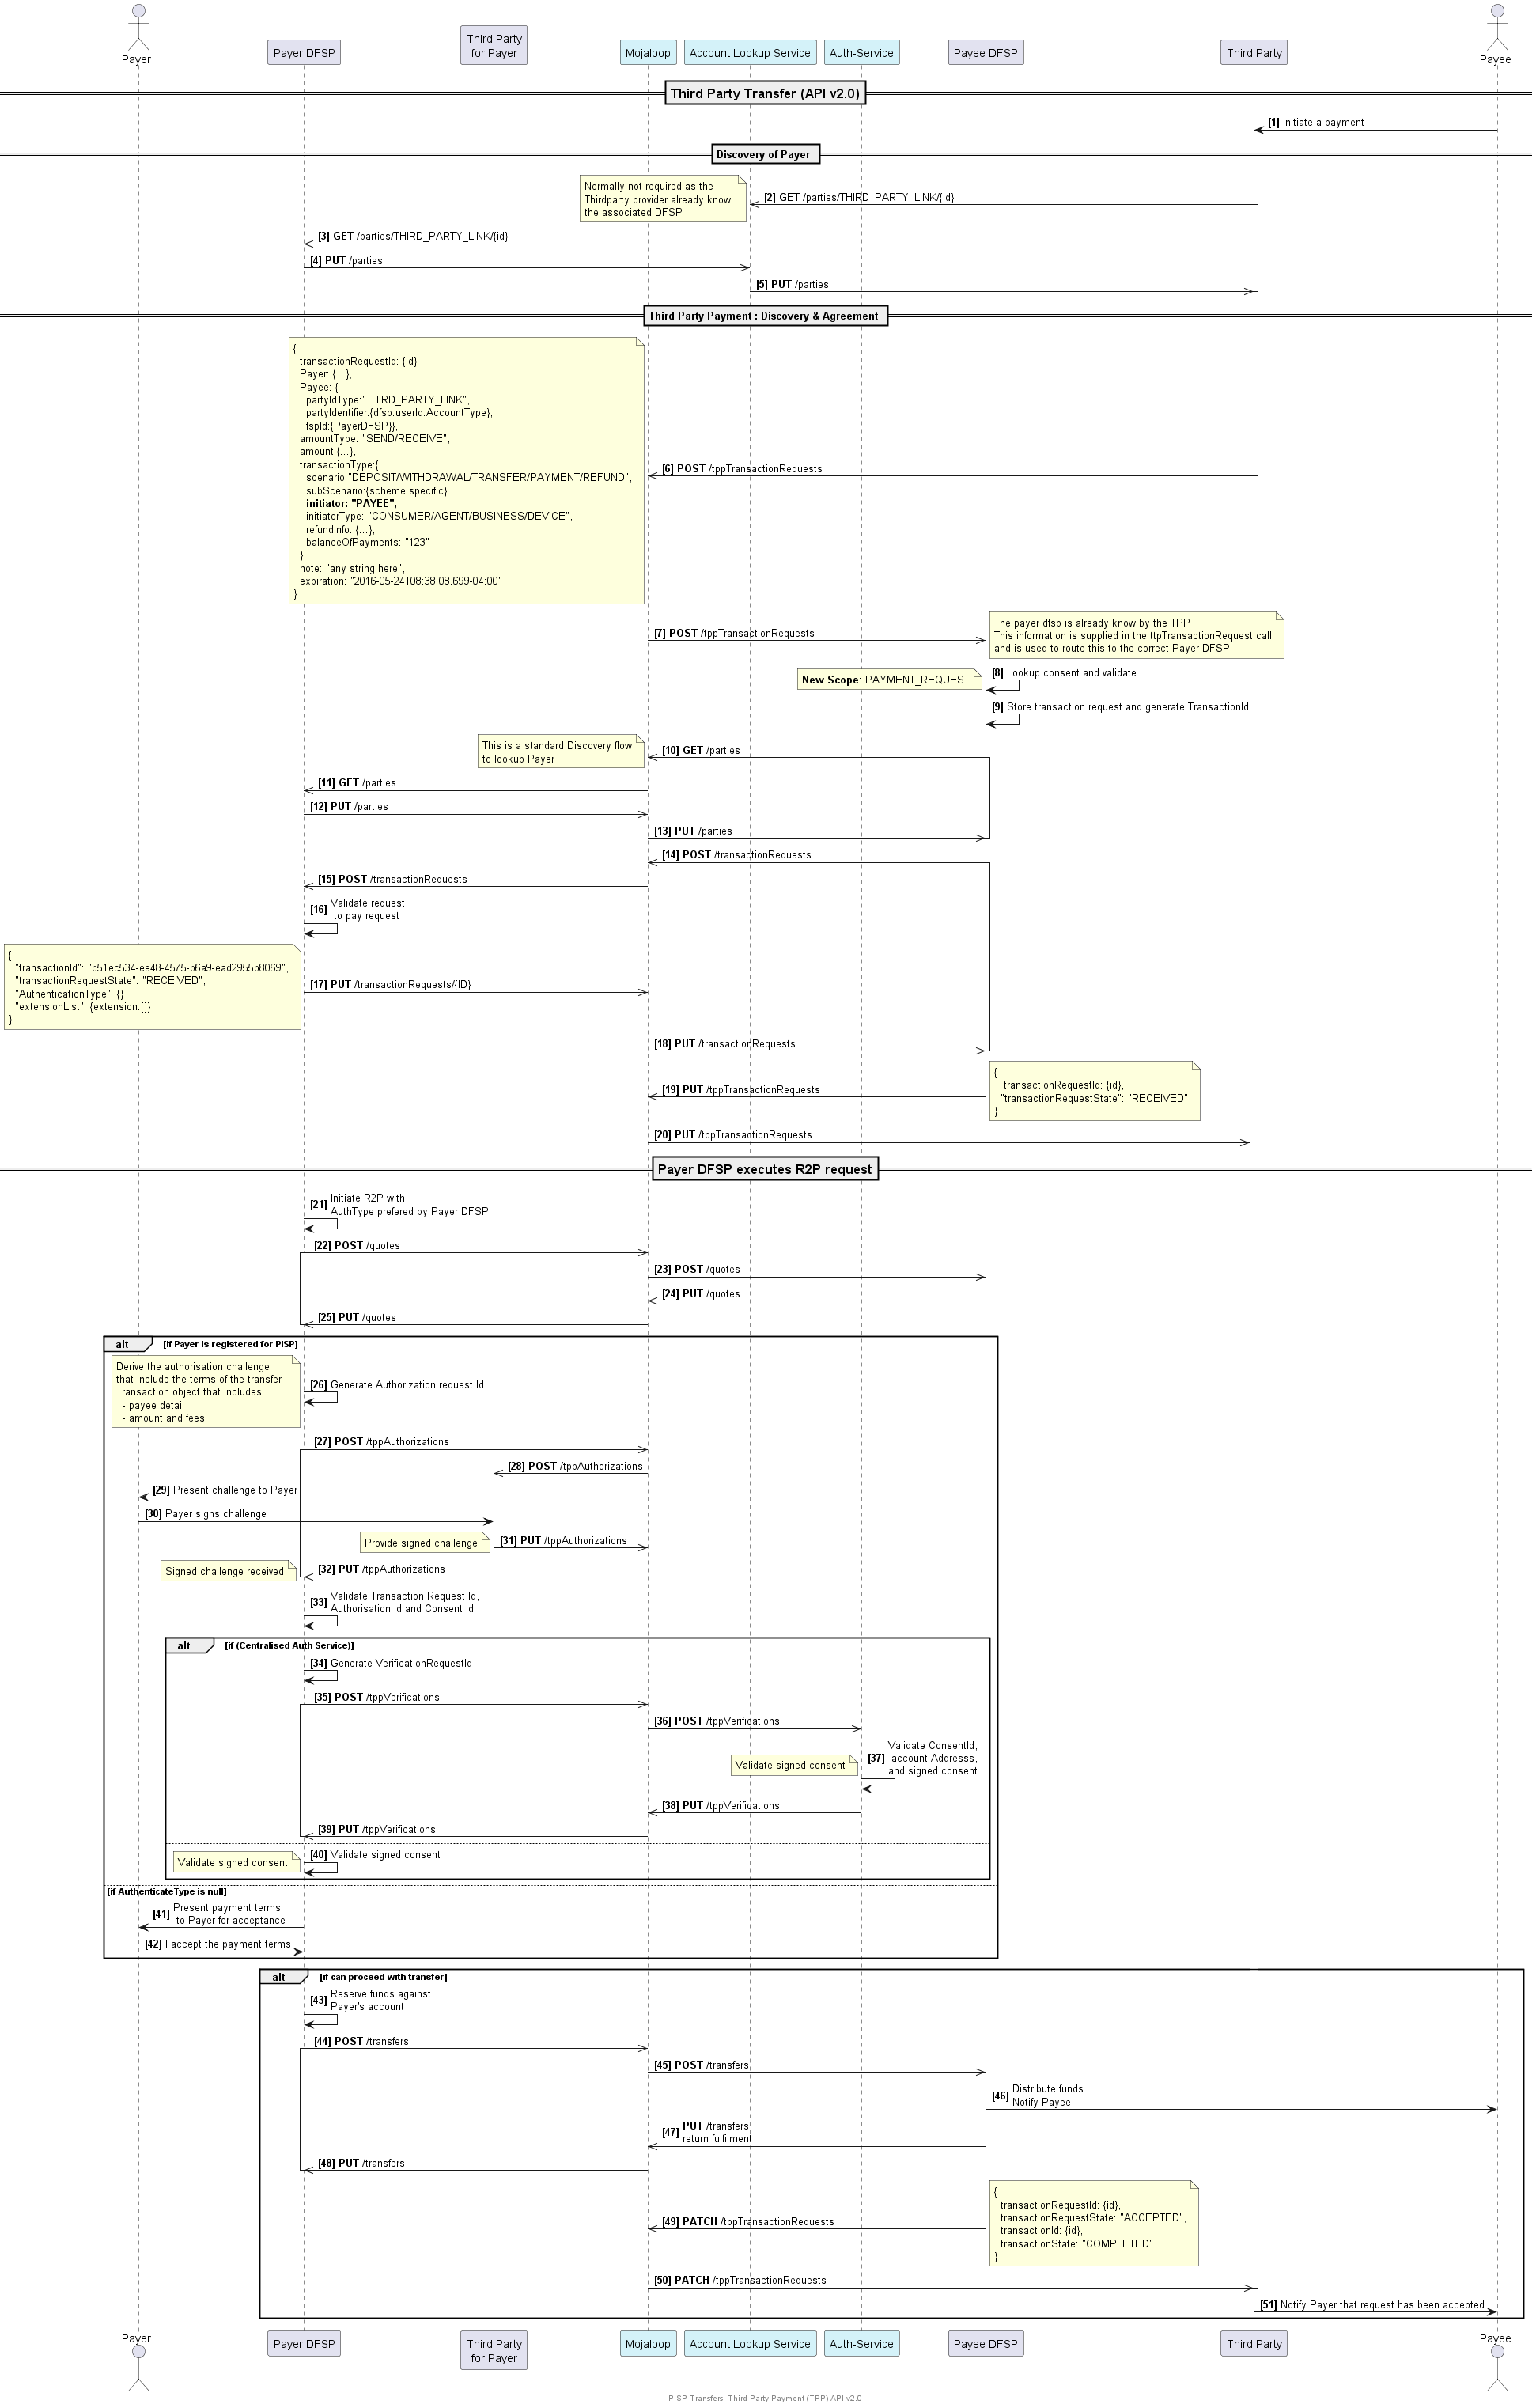 Payer
Payer DFSP
Third Party
for Payer
Mojaloop
Account Lookup Service
Auth-Service
Payee DFSP
Third Party
Payee
Third Party Transfer (API v2.0)
[1] Initiate a payment
Discovery of Payer
Normally not required as the
Thirdparty provider already know
the associated DFSP
[2] GET /parties/THIRD_PARTY_LINK/{id}
[3] GET /parties/THIRD_PARTY_LINK/{id}
[4] PUT /parties
[5] PUT /parties
Third Party Payment : Discovery & Agreement
{
transactionRequestId: {id}
Payer: {...},
Payee: {
partyIdType:"THIRD_PARTY_LINK",
partyIdentifier:{dfsp.userId.AccountType},
fspId:{PayerDFSP}},
amountType: "SEND/RECEIVE",
amount:{...},
transactionType:{
scenario:"DEPOSIT/WITHDRAWAL/TRANSFER/PAYMENT/REFUND",
subScenario:{scheme specific}
initiator: "PAYEE",
initiatorType: "CONSUMER/AGENT/BUSINESS/DEVICE",
refundInfo: {...},
balanceOfPayments: "123"
},
note: "any string here",
expiration: "2016-05-24T08:38:08.699-04:00"
}
[6] POST /tppTransactionRequests
[7] POST /tppTransactionRequests
The payer dfsp is already know by the TPP
This information is supplied in the ttpTransactionRequest call
and is used to route this to the correct Payer DFSP
New Scope: PAYMENT_REQUEST
[8] Lookup consent and validate
[9] Store transaction request and generate TransactionId
This is a standard Discovery flow
to lookup Payer
[10] GET /parties
[11] GET /parties
[12] PUT /parties
[13] PUT /parties
[14] POST /transactionRequests
[15] POST /transactionRequests
[16] Validate request
to pay request
{
"transactionId": "b51ec534-ee48-4575-b6a9-ead2955b8069",
"transactionRequestState": "RECEIVED",
"AuthenticationType": {}
"extensionList": {extension:[]}
}
[17] PUT /transactionRequests/{ID}
[18] PUT /transactionRequests
[19] PUT /tppTransactionRequests
{
transactionRequestId: {id},
"transactionRequestState": "RECEIVED"
}
[20] PUT /tppTransactionRequests
Payer DFSP executes R2P request
[21] Initiate R2P with
AuthType prefered by Payer DFSP
[22] POST /quotes
[23] POST /quotes
[24] PUT /quotes
[25] PUT /quotes
alt [if Payer is registered for PISP]
Derive the authorisation challenge
that include the terms of the transfer
Transaction object that includes:
- payee detail
- amount and fees
[26] Generate Authorization request Id
[27] POST /tppAuthorizations
[28] POST /tppAuthorizations
[29] Present challenge to Payer
[30] Payer signs challenge
Provide signed challenge
[31] PUT /tppAuthorizations
Signed challenge received
[32] PUT /tppAuthorizations
[33] Validate Transaction Request Id,
Authorisation Id and Consent Id
alt [if (Centralised Auth Service)]
[34] Generate VerificationRequestId
[35] POST /tppVerifications
[36] POST /tppVerifications
Validate signed consent
[37] Validate ConsentId,
account Addresss,
and signed consent
[38] PUT /tppVerifications
[39] PUT /tppVerifications
Validate signed consent
[40] Validate signed consent
[if AuthenticateType is null]
[41] Present payment terms
to Payer for acceptance
[42] I accept the payment terms
alt [if can proceed with transfer]
[43] Reserve funds against
Payer's account
[44] POST /transfers
[45] POST /transfers
[46] Distribute funds
Notify Payee
[47] PUT /transfers
return fulfilment
[48] PUT /transfers
[49] PATCH /tppTransactionRequests
{
transactionRequestId: {id},
transactionRequestState: "ACCEPTED",
transactionId: {id},
transactionState: "COMPLETED"
}
[50] PATCH /tppTransactionRequests
[51] Notify Payer that request has been accepted
Payer
Payer DFSP
Third Party
for Payer
Mojaloop
Account Lookup Service
Auth-Service
Payee DFSP
Third Party
Payee
PISP Transfers: Third Party Payment (TPP) API v2.0